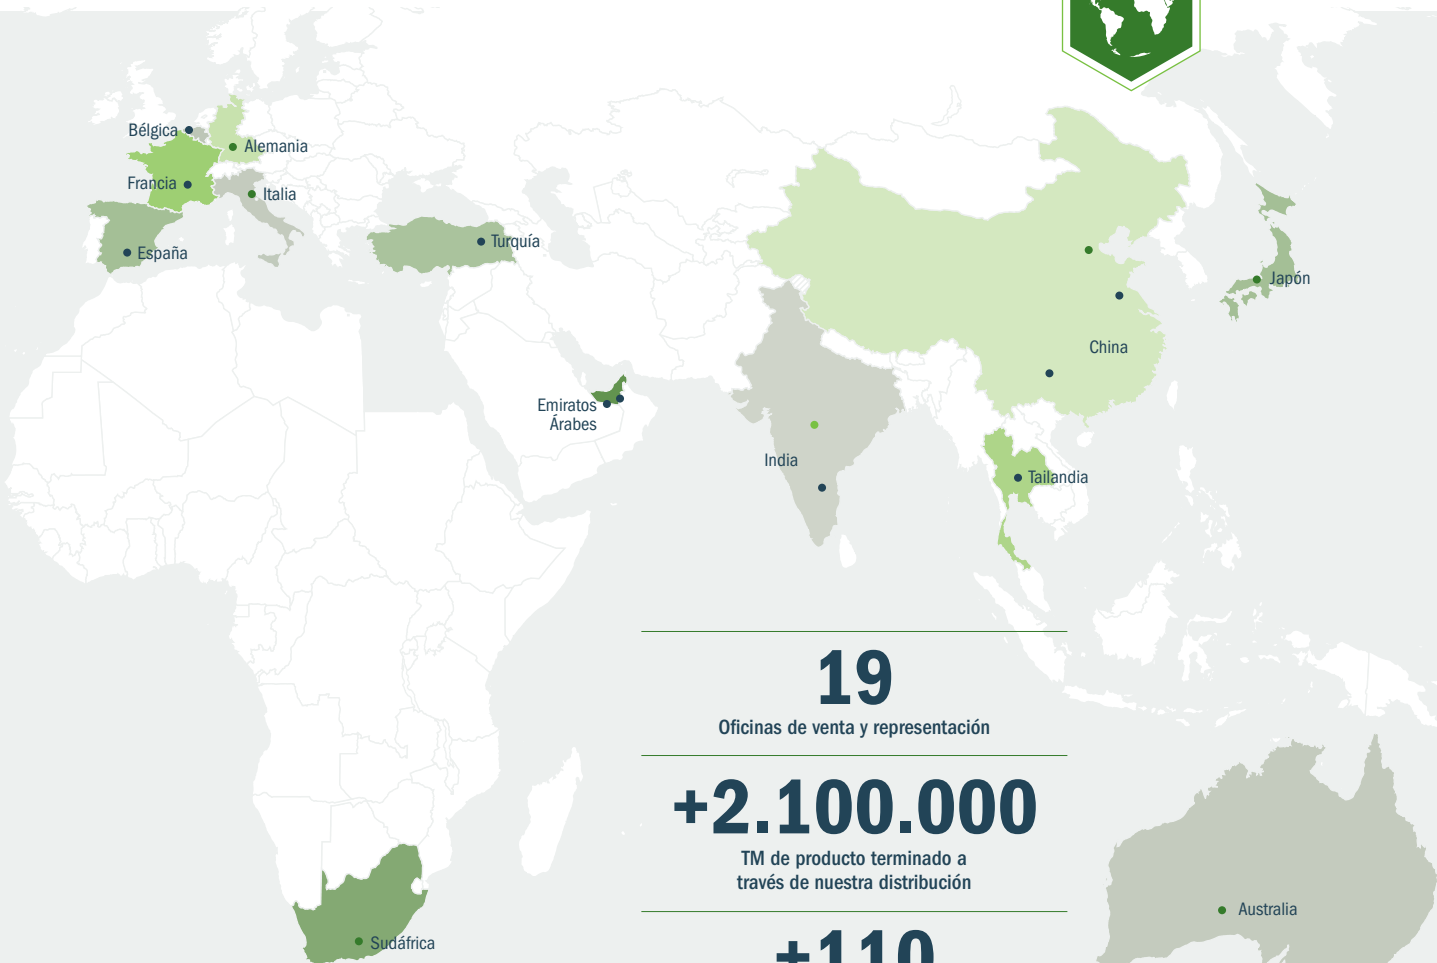 Bélgica
Alemania
Francia
Italia
España
Turquía
Japón
China
Emiratos
Árabes
India
Tailandia
19
Oficinas de venta y representación
+2.100.000
TM de producto terminado a
través de nuestra distribución
+110
Australia
Sudáfrica